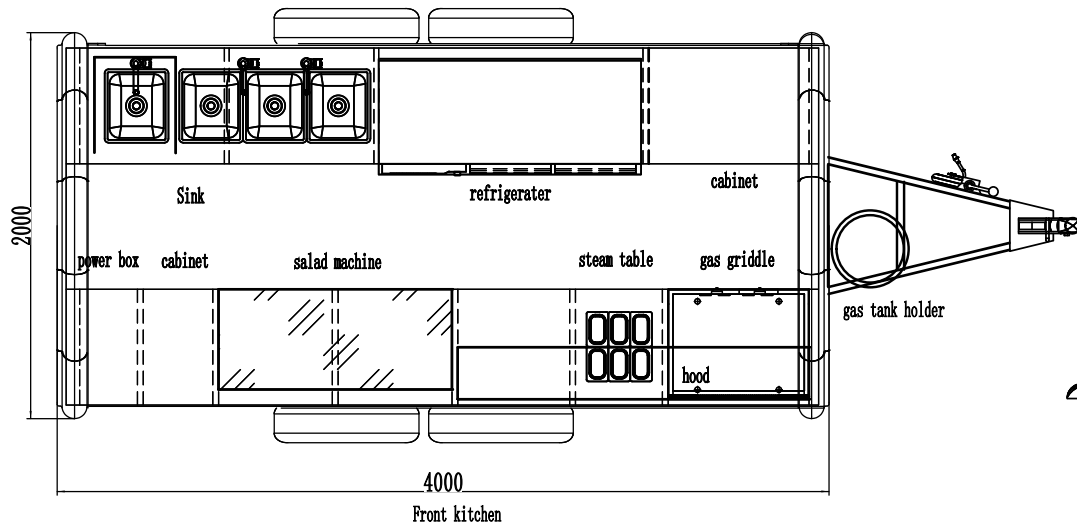 2000
Sink
refrigerater
cabinet
power box
cabinet
salad machine
steam table
gas griddle
gas tank holder
hood
4000
Front kitchen